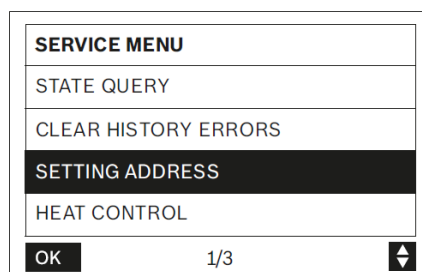 SERVICE MENU
STATE QUERY
CLEAR HISTORY ERRORS
SETTING ADDRESS
HEAT CONTROL
OK 1/3